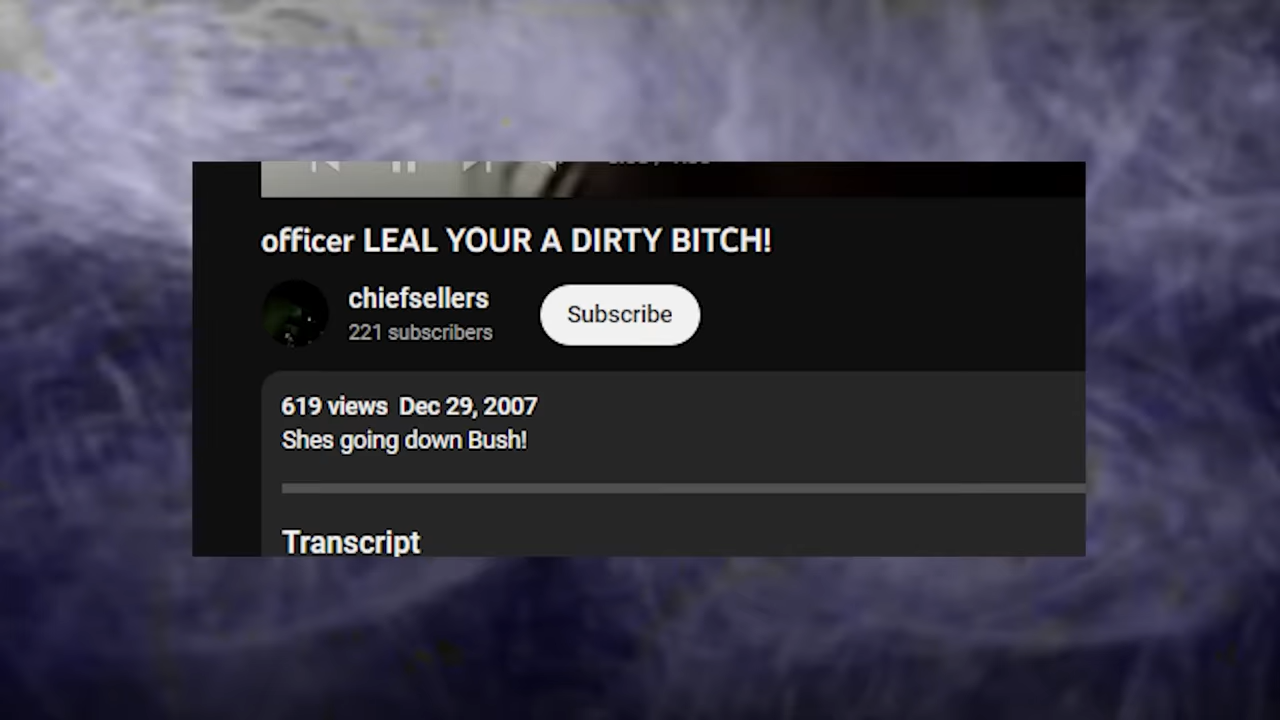 officer LEAL YOUR A DIRTY BITCH!
chiefsellers
Subscribe
221 subscribers
619 views Dec 29, 2007
Shes going down Bush!
Transcript